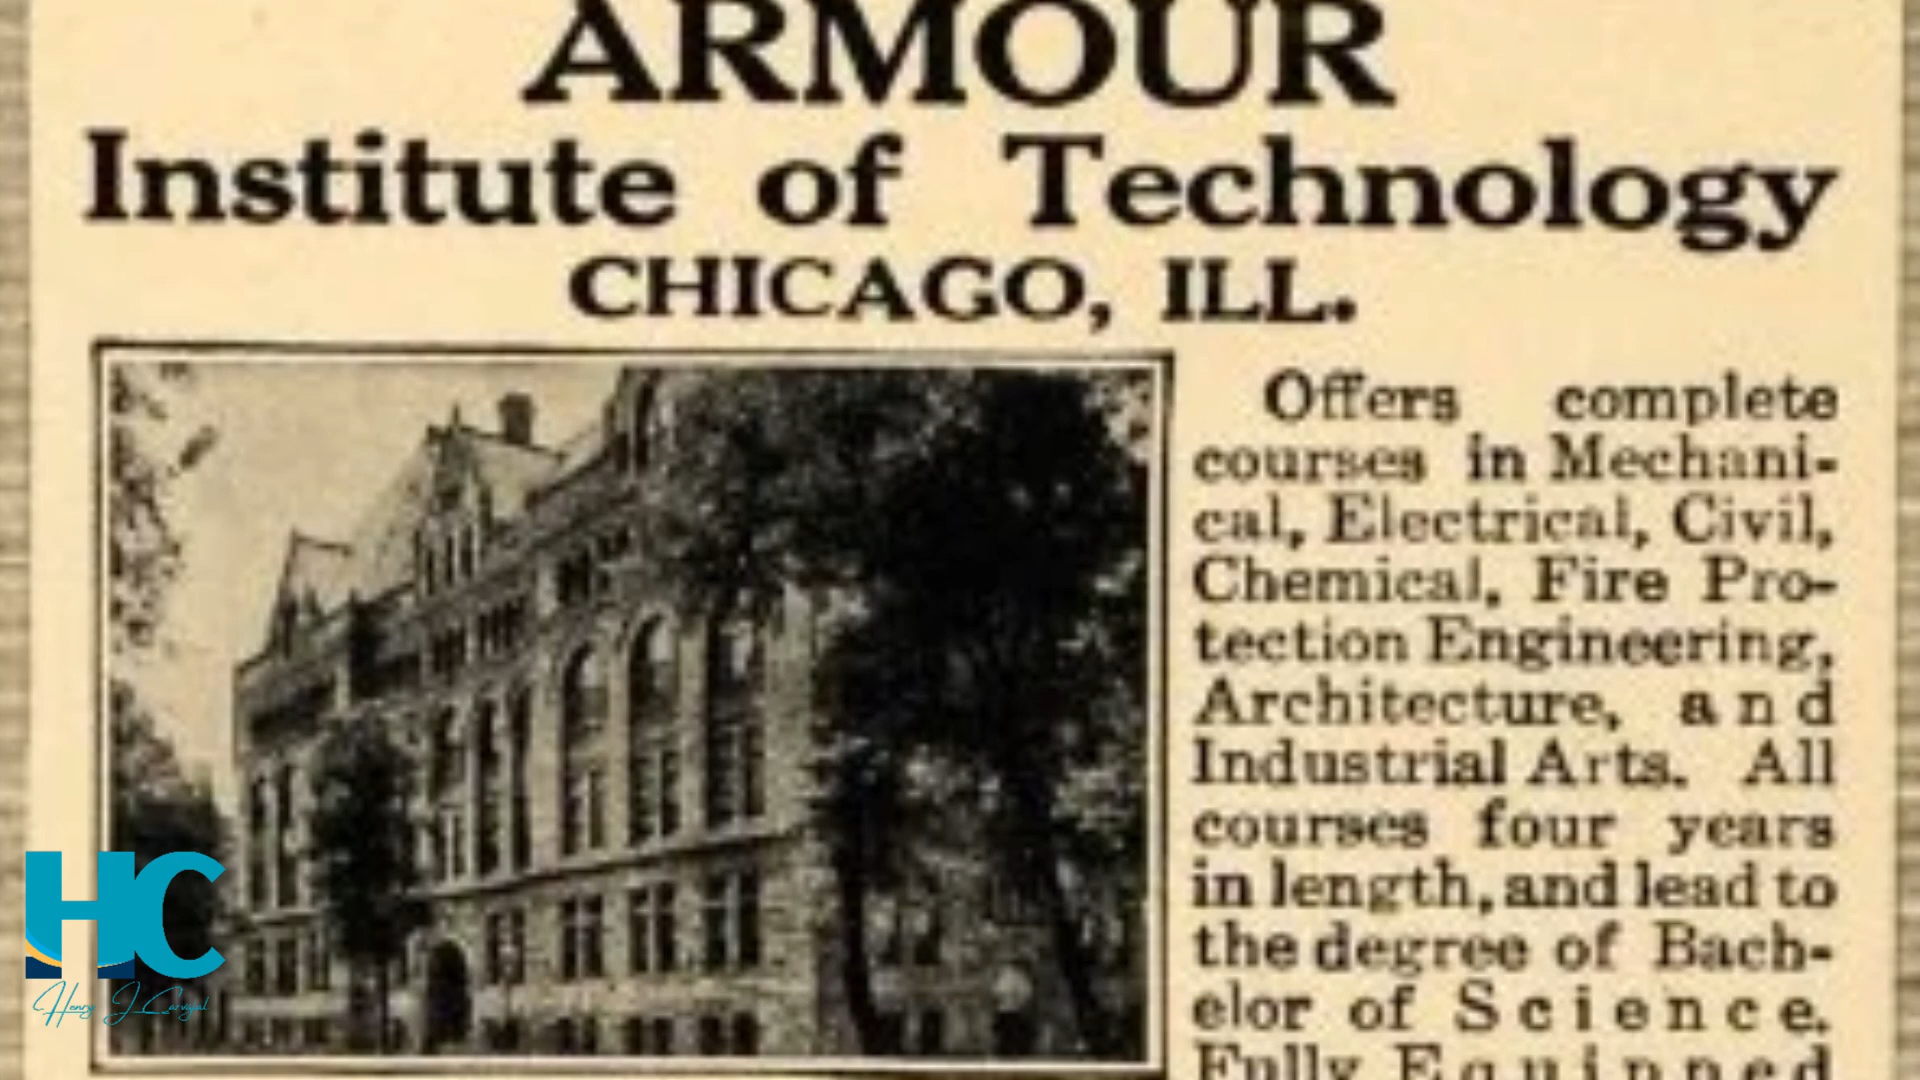 ARMOUR
Institute of Technology
CHICAGO, ILL.
Offers complete
courses in Mechani-
cal, Electrical, Civil,
Chemical, Fire Pro-
tection Engineering,
Architecture, and
Industrial Arts. All
courses four years
in length, and lead to
the degree of Bach-
elor of Science.
Fully Equipped
HC
Henry J Carvajal